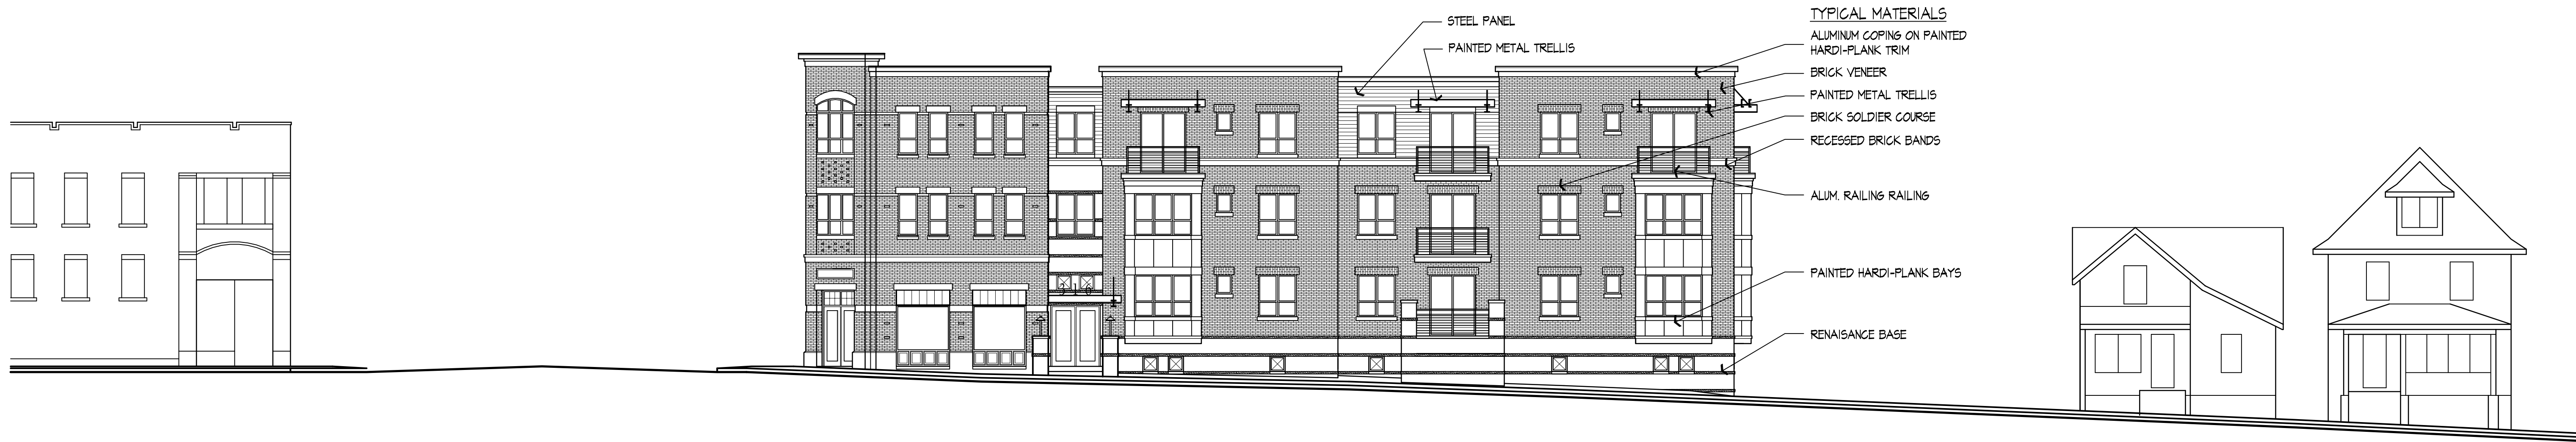 STEEL PANEL
PAINTED METAL TRELLIS
TYPICAL MATERIALS
ALUMINUM COPING ON PAINTED
HARDI-PLANK TRIM
BRICK VENEER
PAINTED METAL TRELLIS
BRICK SOLDIER COURSE
RECESSED BRICK BANDS
ALUM. RAILING RAILING
PAINTED HARDI-PLANK BAYS
RENAISANCE BASE